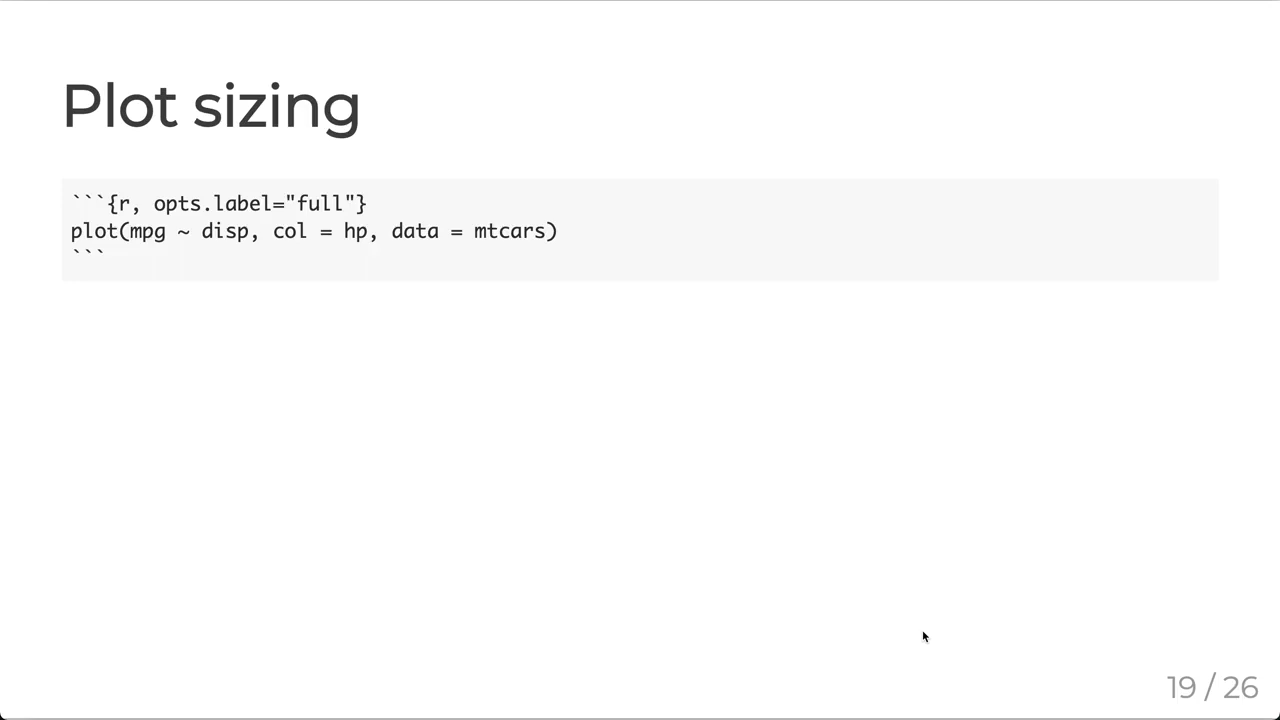 Plot sizing
```{r, opts.label="full"}
plot(mpg ~ disp, col = hp, data = mtcars)
```
19 / 26